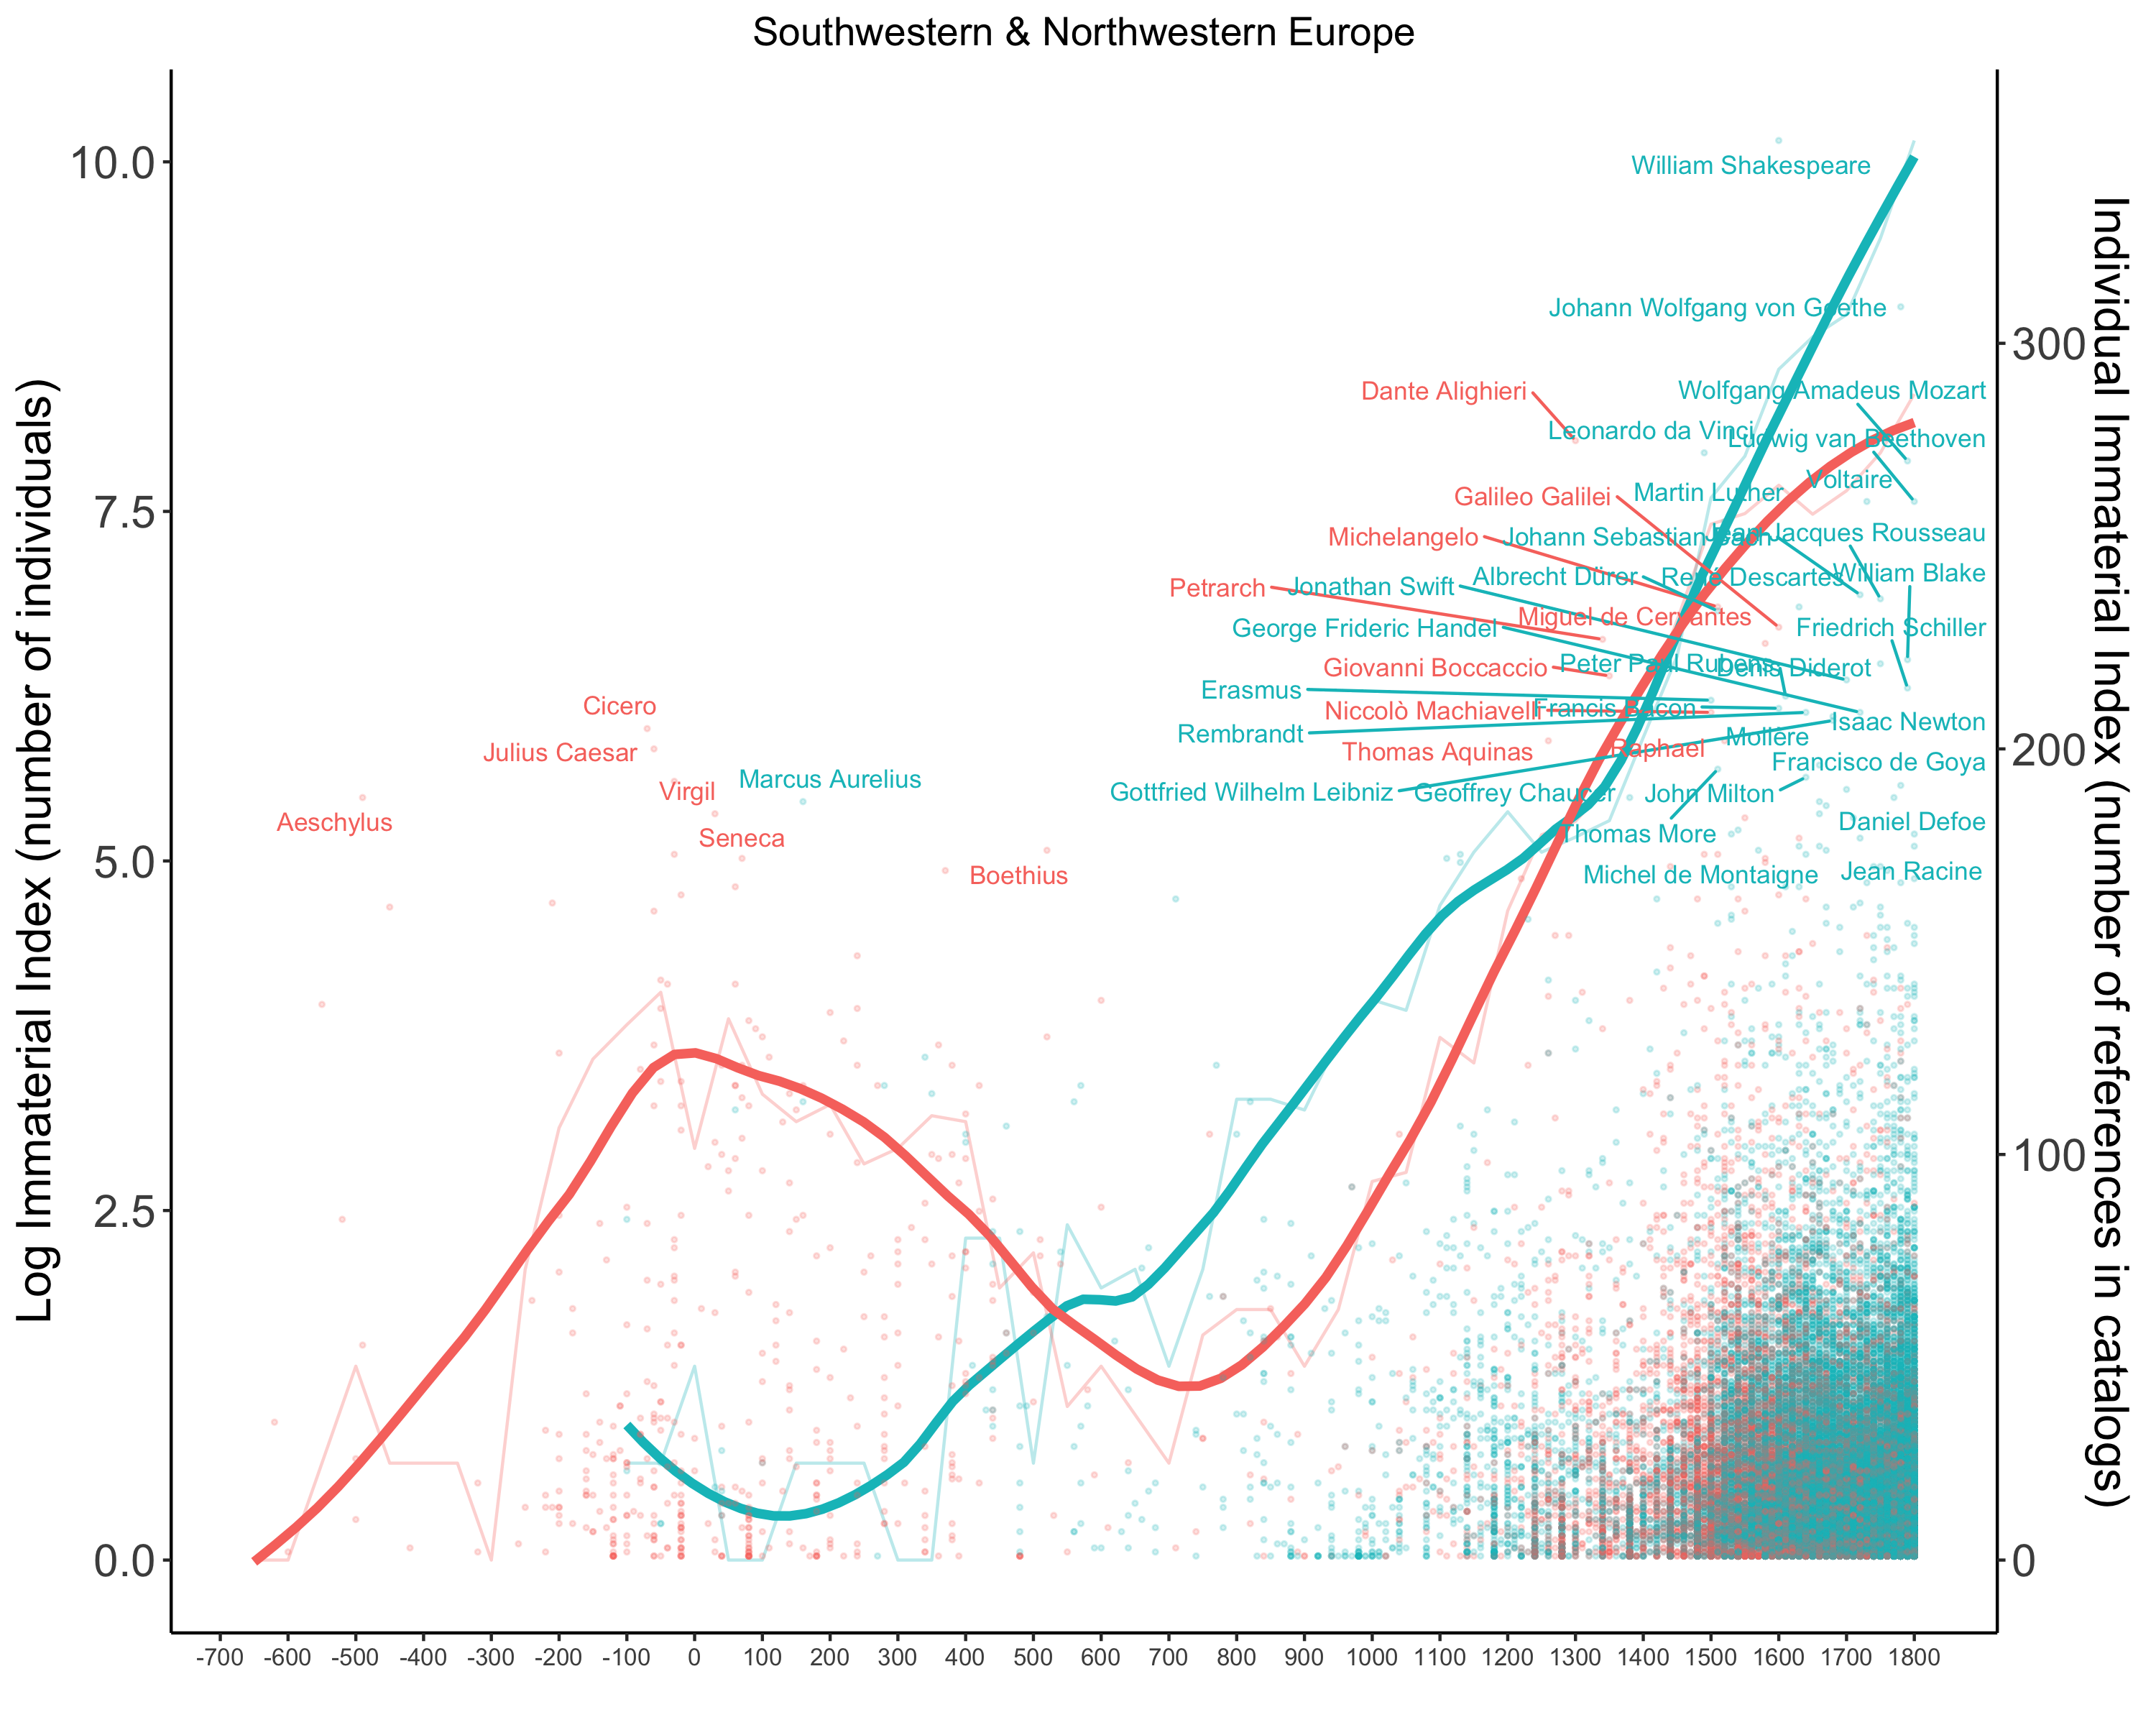 Southwestern & Northwestern Europe
Log Immaterial Index (number of individuals)
10.0
7.5
5.0
2.5
0.0
William Shakespeare
Johann Wolfgang von Goethe
Dante Alighieri
Wolfgang Amadeus Mozart
Leonardo da Vinci
Ludwig van Beethoven
Voltaire
Galileo Galilei
Martin Luther
Michelangelo
Johann Sebastian Bach
Jean-Jacques Rousseau
Petrarch
Jonathan Swift
Albrecht Dürer
René Descartes
William Blake
Miguel de Cervantes
George Frideric Handel
Friedrich Schiller
Giovanni Boccaccio
Peter Paul Rubens
Denis Diderot
Erasmus
Niccolò Machiavelli
Francis Bacon
Isaac Newton
Rembrandt
Molière
Cicero
Julius Caesar
Thomas Aquinas
Raphael
Francisco de Goya
Virgil
Marcus Aurelius
Gottfried Wilhelm Leibniz
Geoffrey Chaucer
John Milton
Aeschylus
Seneca
Thomas More
Daniel Defoe
Boethius
Michel de Montaigne
Jean Racine
300
200
100
0
Individual Immaterial Index (number of references in catalogs)
-700 -600 -500 -400 -300 -200 -100 0 100 200 300 400 500 600 700 800 900 1000 1100 1200 1300 1400 1500 1600 1700 1800